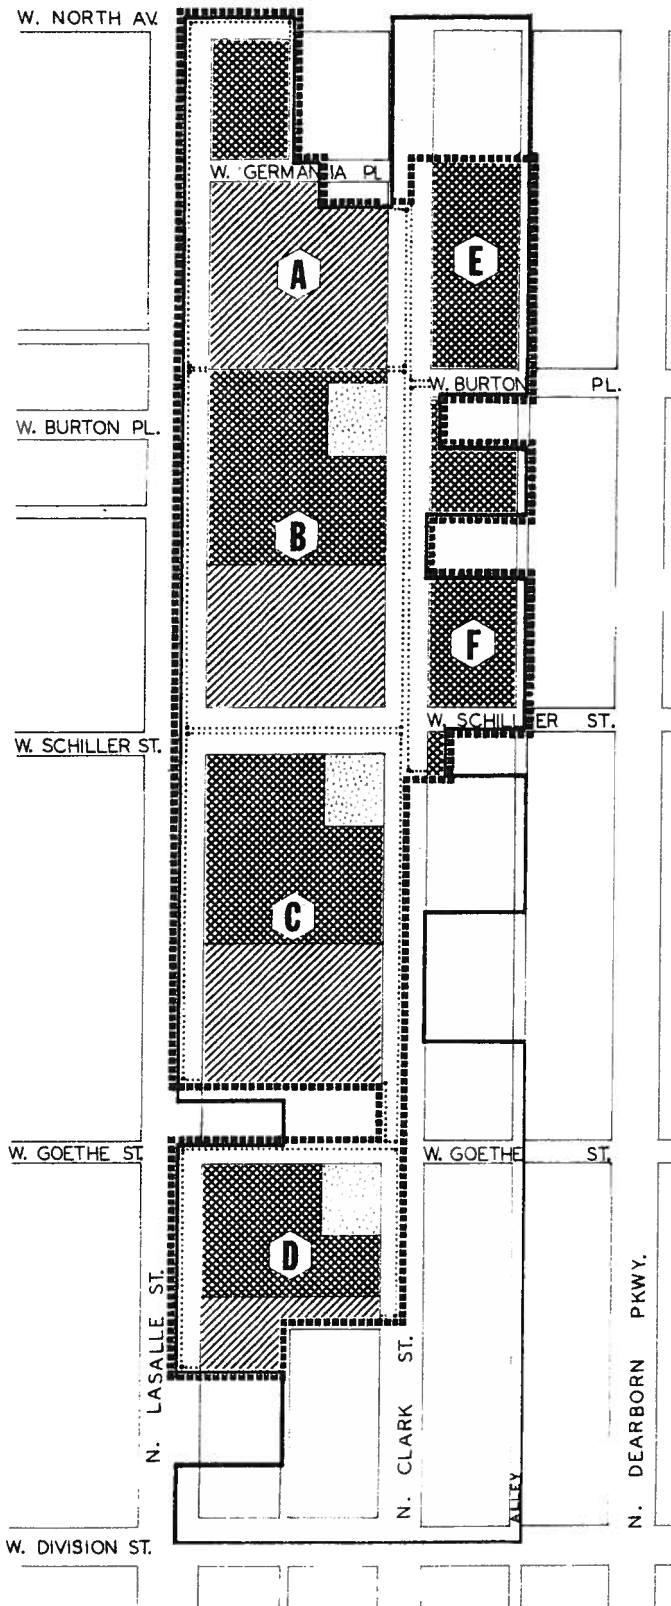 W. NORTH AV.
W. GERMANIA PL
A
E
W. BURTON PL.
W. BURTON PL.
B
F
W. SCHILLER ST.
W. SCHILLER ST.
C
W. GOETHE ST.
W. GOETHE ST.
D
N. LASALLE ST.
N. CLARK ST.
N. DEARBORN PKWY.
ALLEY
W. DIVISION ST.